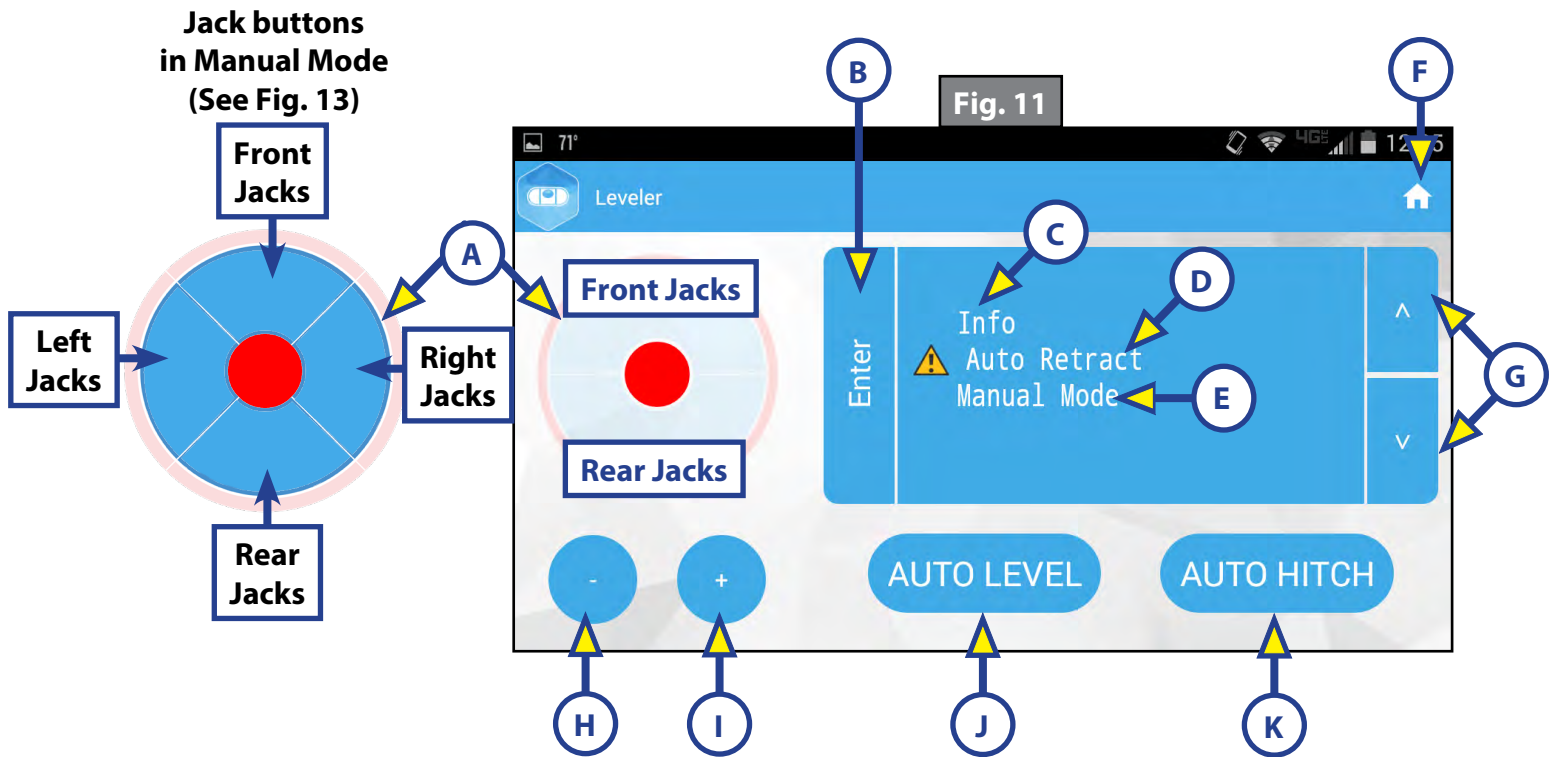 Jack buttons
in Manual Mode
(See Fig. 13)
Front
Jacks
Left
Jacks
Right
Jacks
Rear
Jacks
A
B
Fig. 11
F
71°
4G
Leveler
Front Jacks
Rear Jacks
Enter
C
Info
D
Auto Retract
Manual Mode
E
^
v
G
-
+
AUTO LEVEL
AUTO HITCH
H
I
J
K